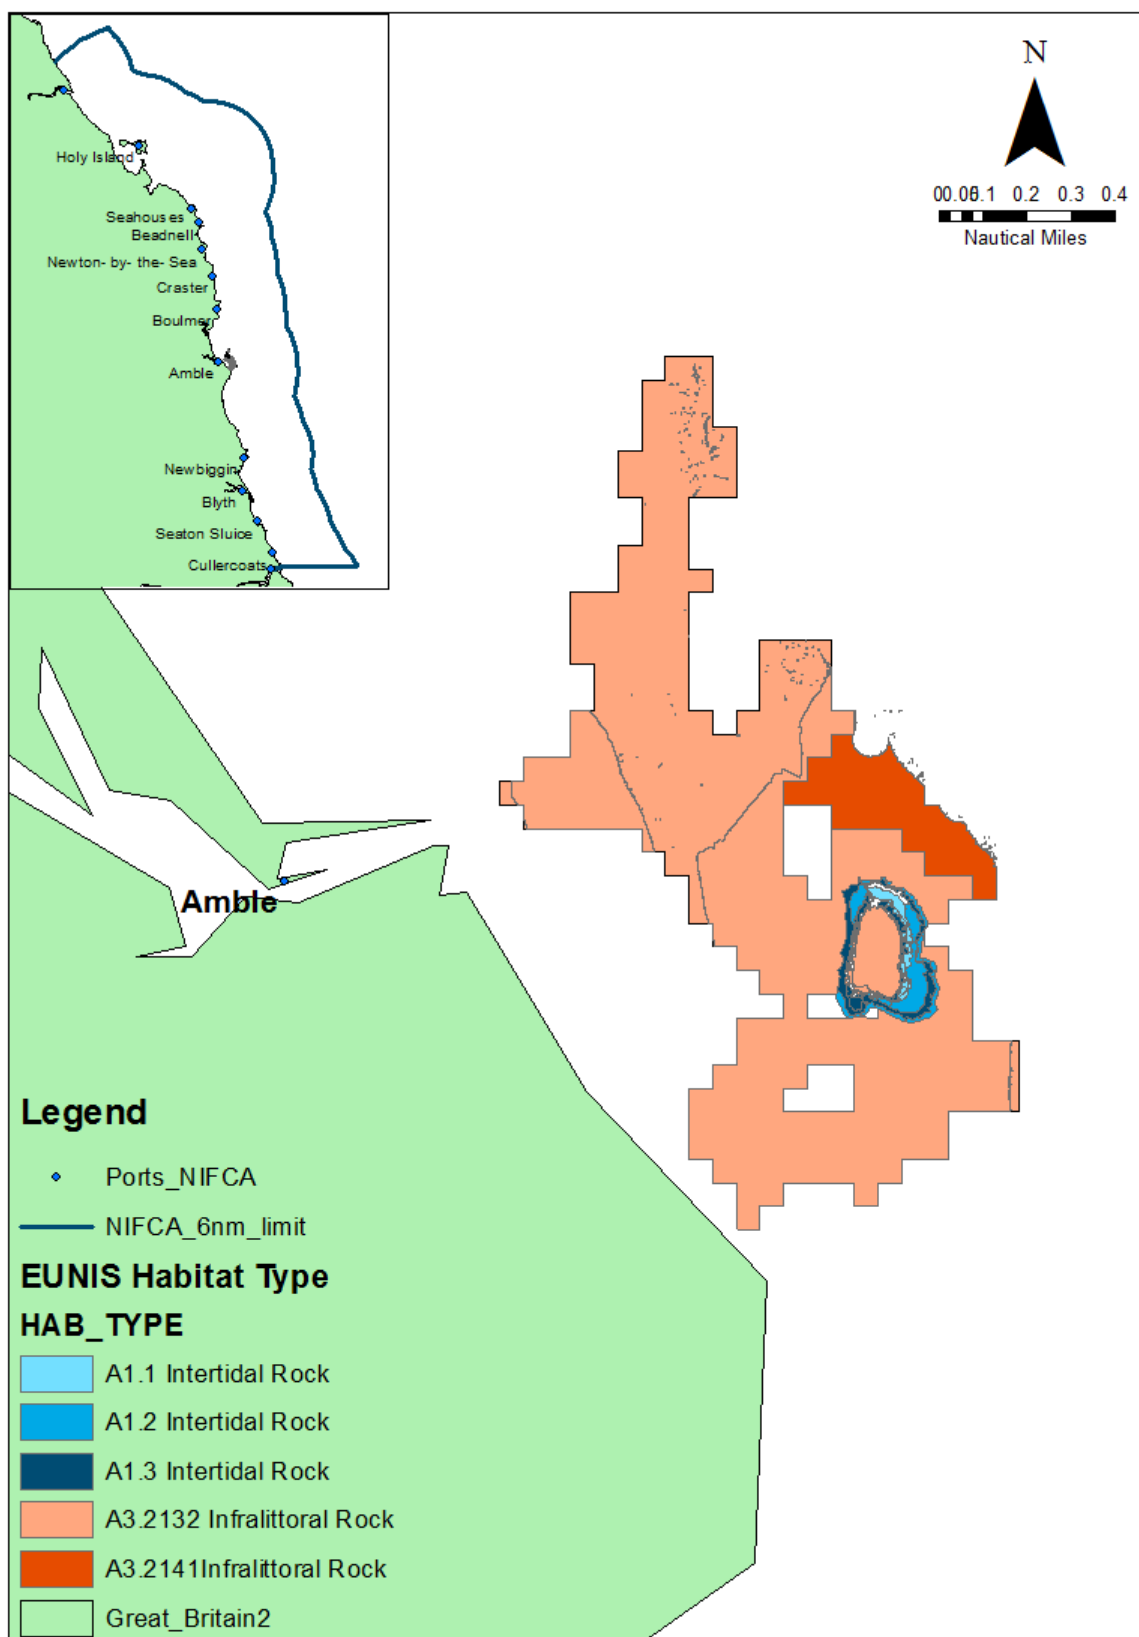 Holy Island
Seahouses
Beadnell
Newton- by- the- Sea
Craster
Boulmer
Amble
Newbiggin
Blyth
Seaton Sluice
Cullercoats
N
0 0.05 0.1 0.2 0.3 0.4
Nautical Miles
Amble
Legend
Ports_NIFCA
NIFCA_6nm_limit
EUNIS Habitat Type
HAB_TYPE
A1.1 Intertidal Rock
A1.2 Intertidal Rock
A1.3 Intertidal Rock
A3.2132 Infralittoral Rock
A3.2141Infralittoral Rock
Great_Britain2